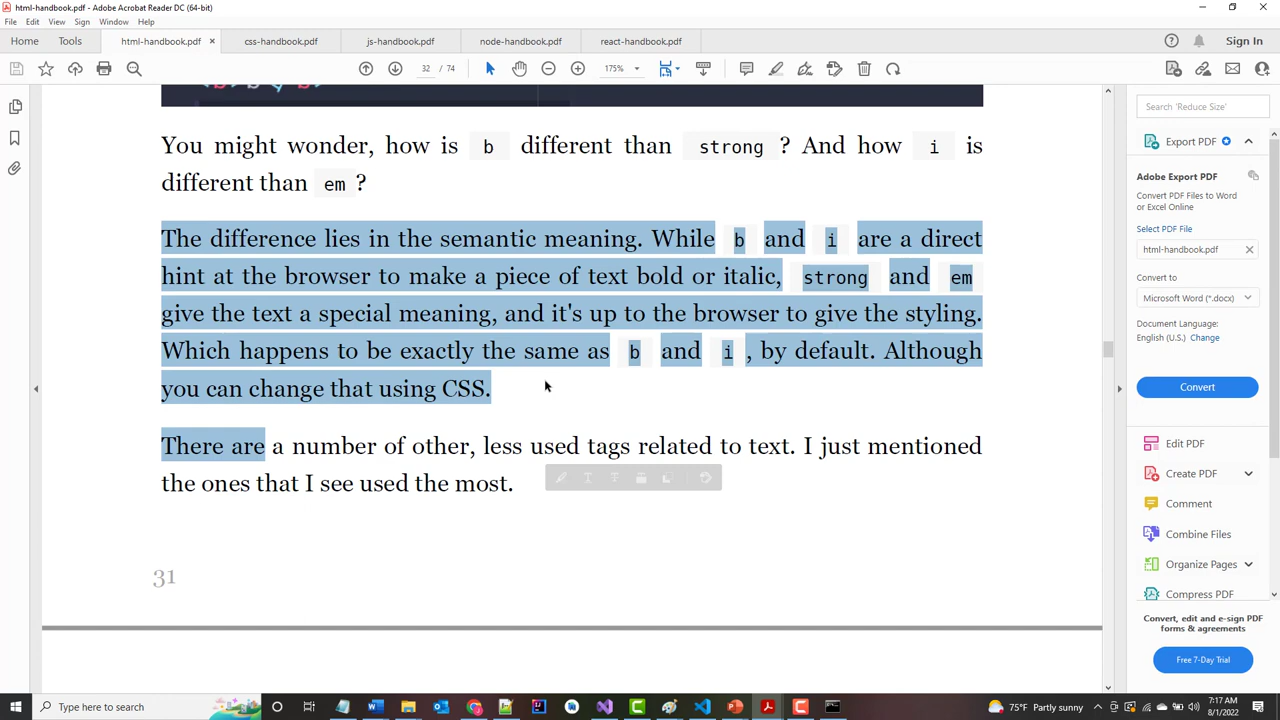 html-handbook.pdf - Adobe Acrobat Reader DC (64-bit)
File Edit View Sign Window Help
Home Tools html-handbook.pdf × css-handbook.pdf js-handbook.pdf node-handbook.pdf react-handbook.pdf Sign In
32 / 74 175%
You might wonder, how is b different than strong ? And how i is
different than em ?
The difference lies in the semantic meaning. While b and i are a direct
hint at the browser to make a piece of text bold or italic, strong and em
give the text a special meaning, and it's up to the browser to give the styling.
Which happens to be exactly the same as b and i , by default. Although
you can change that using CSS.
There are a number of other, less used tags related to text. I just mentioned
the ones that I see used the most.
31
Search 'Reduce Size'
Export PDF
Adobe Export PDF
Convert PDF Files to Word
or Excel Online
Select PDF File
html-handbook.pdf
Convert to
Microsoft Word (*.docx)
Document Language:
English (U.S.) Change
Convert
Edit PDF
Create PDF
Comment
Combine Files
Organize Pages
Compress PDF
Convert, edit and e-sign PDF
forms & agreements
Free 7-Day Trial
Type here to search
75°F Partly sunny
7:17 AM
8/1/2022